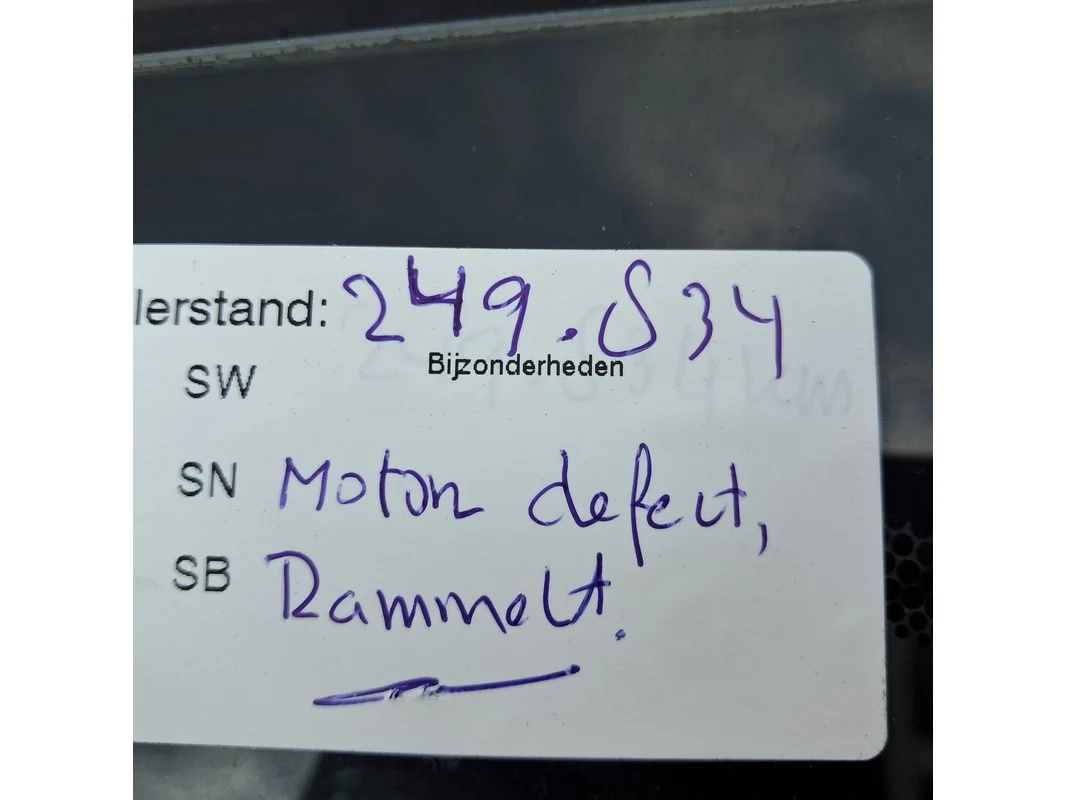 lerstand: 249.834
Bijzonderheden
SW
SN Motor defect,
SB Rammelt.